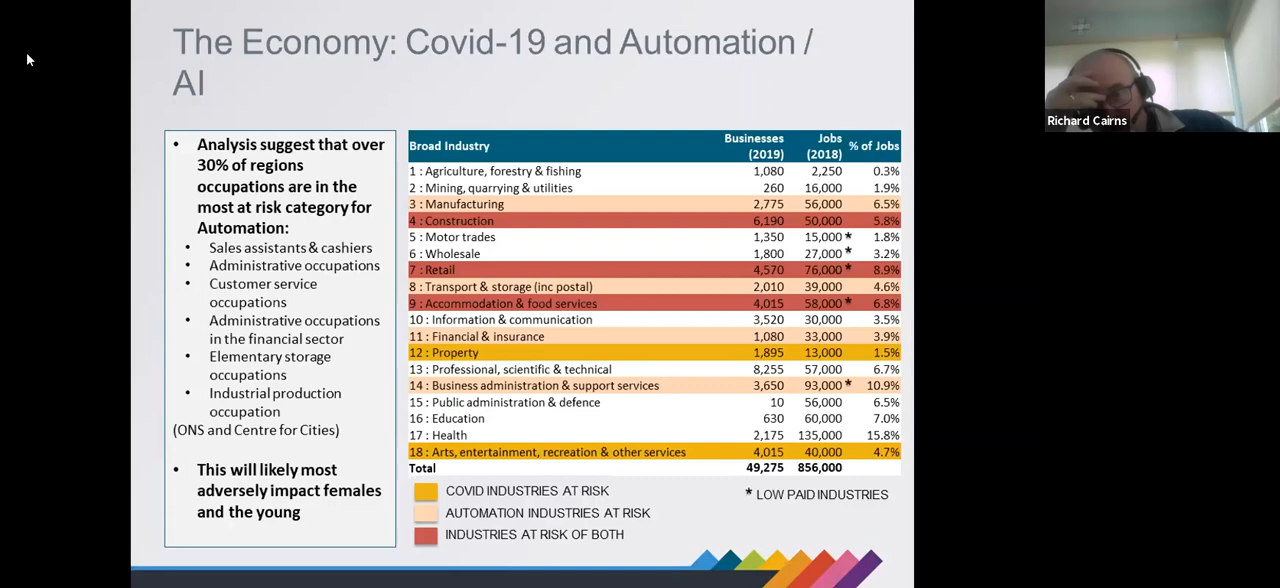 The Economy: Covid-19 and Automation /
AI
• Analysis suggest that over
30% of regions
occupations are in the
most at risk category for
Automation:
• Sales assistants & cashiers
• Administrative occupations
• Customer service
occupations
• Administrative occupations
in the financial sector
• Elementary storage
occupations
• Industrial production
occupation
(ONS and Centre for Cities)
• This will likely most
adversely impact females
and the young
Broad Industry Businesses (2019) Jobs (2018) % of Jobs
1 : Agriculture, forestry & fishing 1,080 2,250 0.3%
2 : Mining, quarrying & utilities 260 16,000 1.9%
3 : Manufacturing 2,775 56,000 6.5%
4 : Construction 6,190 50,000 5.8%
5 : Motor trades 1,350 15,000 * 1.8%
6 : Wholesale 1,800 27,000 * 3.2%
7 : Retail 4,570 76,000 * 8.9%
8 : Transport & storage (inc postal) 2,010 39,000 4.6%
9 : Accommodation & food services 4,015 58,000 * 6.8%
10 : Information & communication 3,520 30,000 3.5%
11 : Financial & insurance 1,080 33,000 3.9%
12 : Property 1,895 13,000 1.5%
13 : Professional, scientific & technical 8,255 57,000 6.7%
14 : Business administration & support services 3,650 93,000 * 10.9%
15 : Public administration & defence 10 56,000 6.5%
16 : Education 630 60,000 7.0%
17 : Health 2,175 135,000 15.8%
18 : Arts, entertainment, recreation & other services 4,015 40,000 4.7%
Total 49,275 856,000
COVID INDUSTRIES AT RISK
AUTOMATION INDUSTRIES AT RISK
INDUSTRIES AT RISK OF BOTH
* LOW PAID INDUSTRIES
Richard Cairns